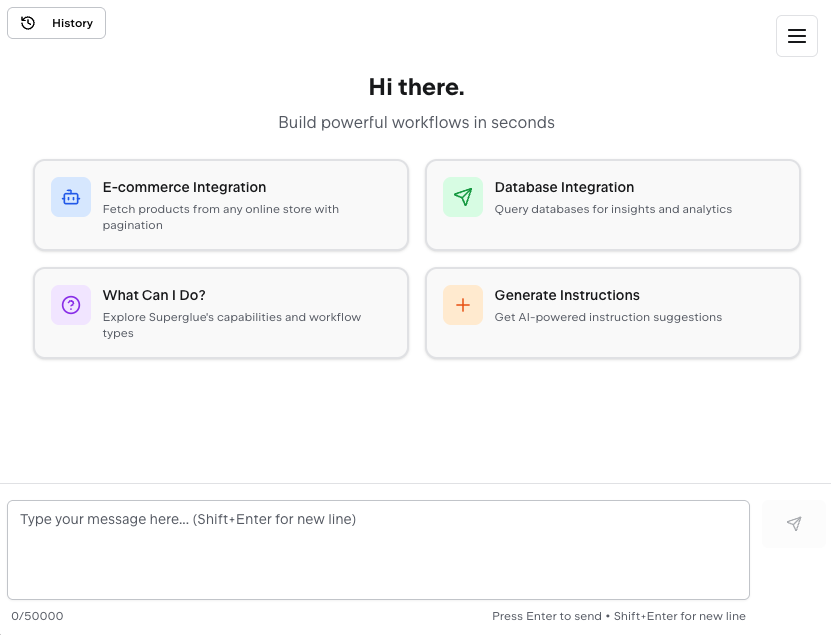 History
Hi there.
Build powerful workflows in seconds
E-commerce Integration
Fetch products from any online store with
pagination
Database Integration
Query databases for insights and analytics
What Can I Do?
Explore Superglue's capabilities and workflow
types
Generate Instructions
Get AI-powered instruction suggestions
Type your message here... (Shift+Enter for new line)
0/50000
Press Enter to send • Shift+Enter for new line